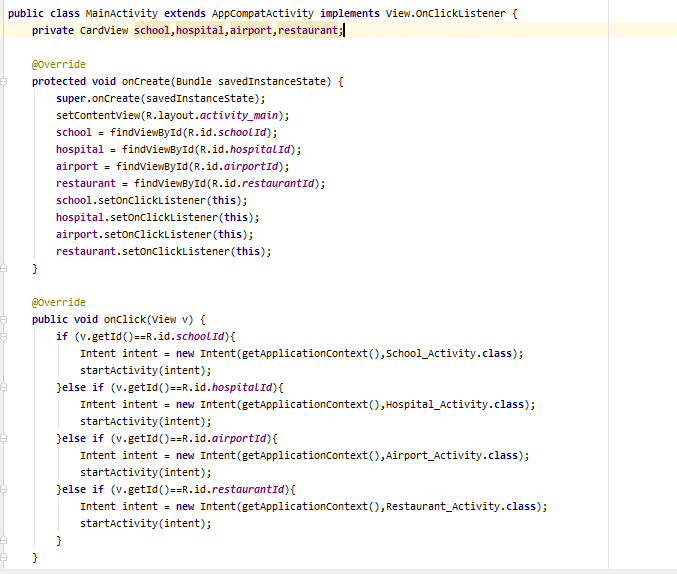 public class MainActivity extends AppCompatActivity implements View.OnClickListener {
    private CardView school,hospital,airport,restaurant;
    @Override
    protected void onCreate(Bundle savedInstanceState) {
        super.onCreate(savedInstanceState);
        setContentView(R.layout.activity_main);
        school = findViewById(R.id.schoolId);
        hospital = findViewById(R.id.hospitalId);
        airport = findViewById(R.id.airportId);
        restaurant = findViewById(R.id.restaurantId);
        school.setOnClickListener(this);
        hospital.setOnClickListener(this);
        airport.setOnClickListener(this);
        restaurant.setOnClickListener(this);
    }
    @Override
    public void onClick(View v) {
        if (v.getId()==R.id.schoolId){
            Intent intent = new Intent(getApplicationContext(),School_Activity.class);
            startActivity(intent);
        }else if (v.getId()==R.id.hospitalId){
            Intent intent = new Intent(getApplicationContext(),Hospital_Activity.class);
            startActivity(intent);
        }else if (v.getId()==R.id.airportId){
            Intent intent = new Intent(getApplicationContext(),Airport_Activity.class);
            startActivity(intent);
        }else if (v.getId()==R.id.restaurantId){
            Intent intent = new Intent(getApplicationContext(),Restaurant_Activity.class);
            startActivity(intent);
        }
    }